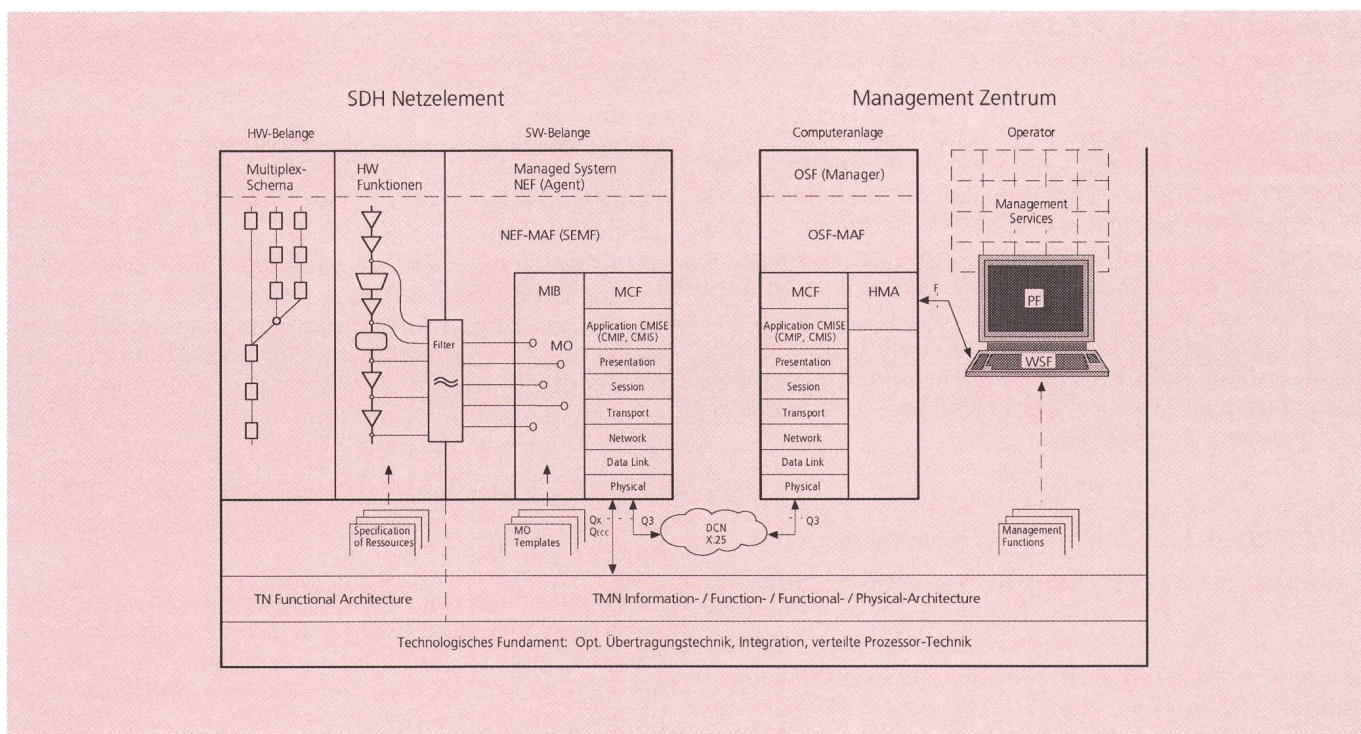 SDH Netzelement
Management Zentrum
HW-Belange
SW-Belange
Computeranlage
Operator
Multiplex-
Schema
HW
Funktionen
Managed System
NEF (Agent)
OSF (Manager)
Management
Services
NEF-MAF (SEMF)
OSF-MAF
MIB
MCF
MCF
HMA
F
PF
Application CMISE
(CMIP, CMIS)
Application CMISE
(CMIP, CMIS)
Filter
MO
Presentation
Presentation
WSF
Session
Session
Transport
Transport
Network
Network
Data Link
Data Link
Physical
Physical
Specification
of Ressources
MO
Templates
Qx
QECC
Q3
DCN
X.25
Q3
Management
Functions
TN Functional Architecture
TMN Information- / Function- / Functional- / Physical-Architecture
Technologisches Fundament: Opt. Übertragungstechnik, Integration, verteilte Prozessor-Technik